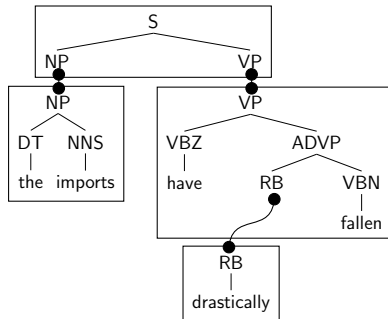 S
NP VP
NP VP
DT NNS VBZ ADVP
the imports have RB VBN
fallen
RB
drastically